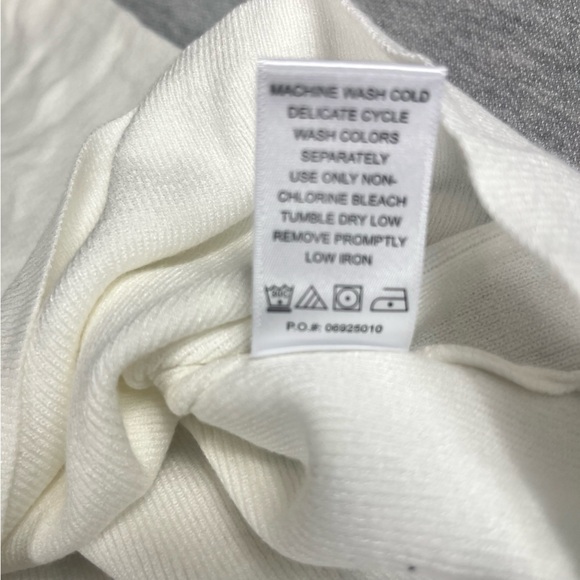 MACHINE WASH COLD
DELICATE CYCLE
WASH COLORS
SEPARATELY
USE ONLY NON-
CHLORINE BLEACH
TUMBLE DRY LOW
REMOVE PROMPTLY
LOW IRON
P.O.#: 06925010